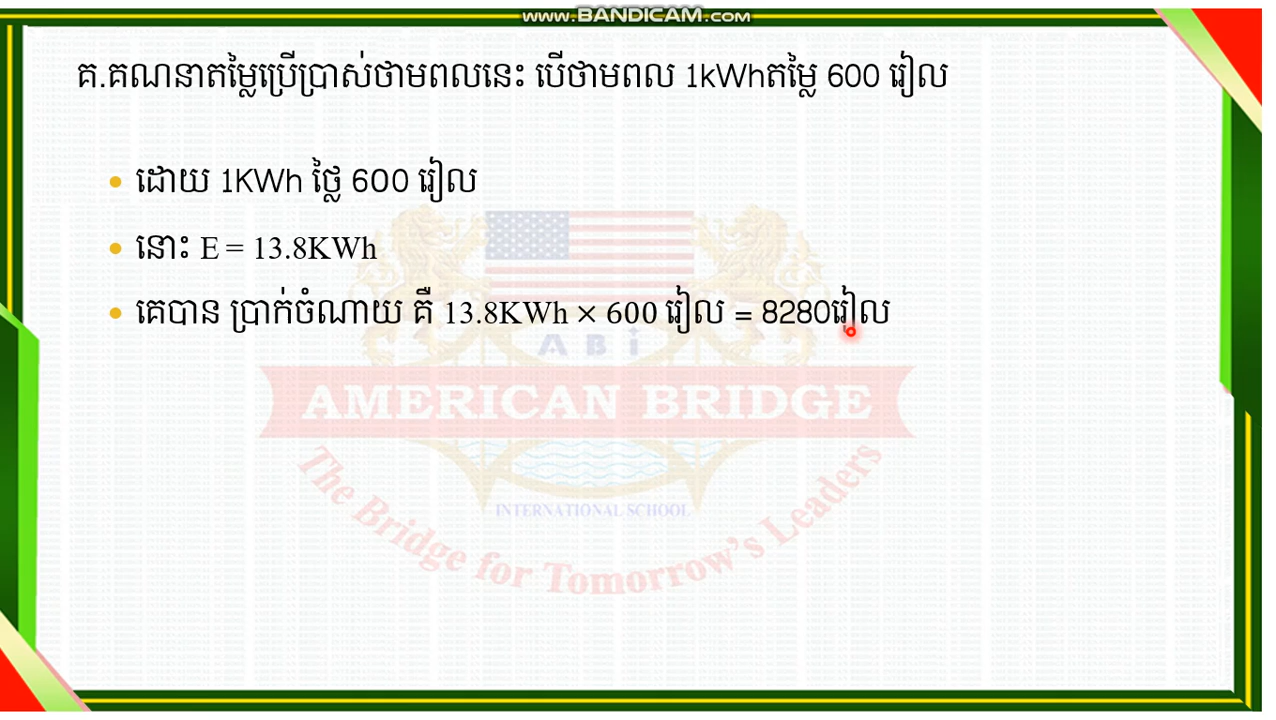 www.BANDICAM.com
គ.គណនាតម្លៃប្រើប្រាស់ថាមពលនេះ បើថាមពល 1kWhតម្លៃ 600 រៀល
• ដោយ 1KWh ថ្លៃ 600 រៀល
• នោះ E = 13.8KWh
• គេបាន ប្រាក់ចំណាយ គឺ 13.8KWh × 600 រៀល = 8280រៀល
ABi
AMERICAN BRIDGE
INTERNATIONAL SCHOOL
The Bridge for Tomorrow's Leaders